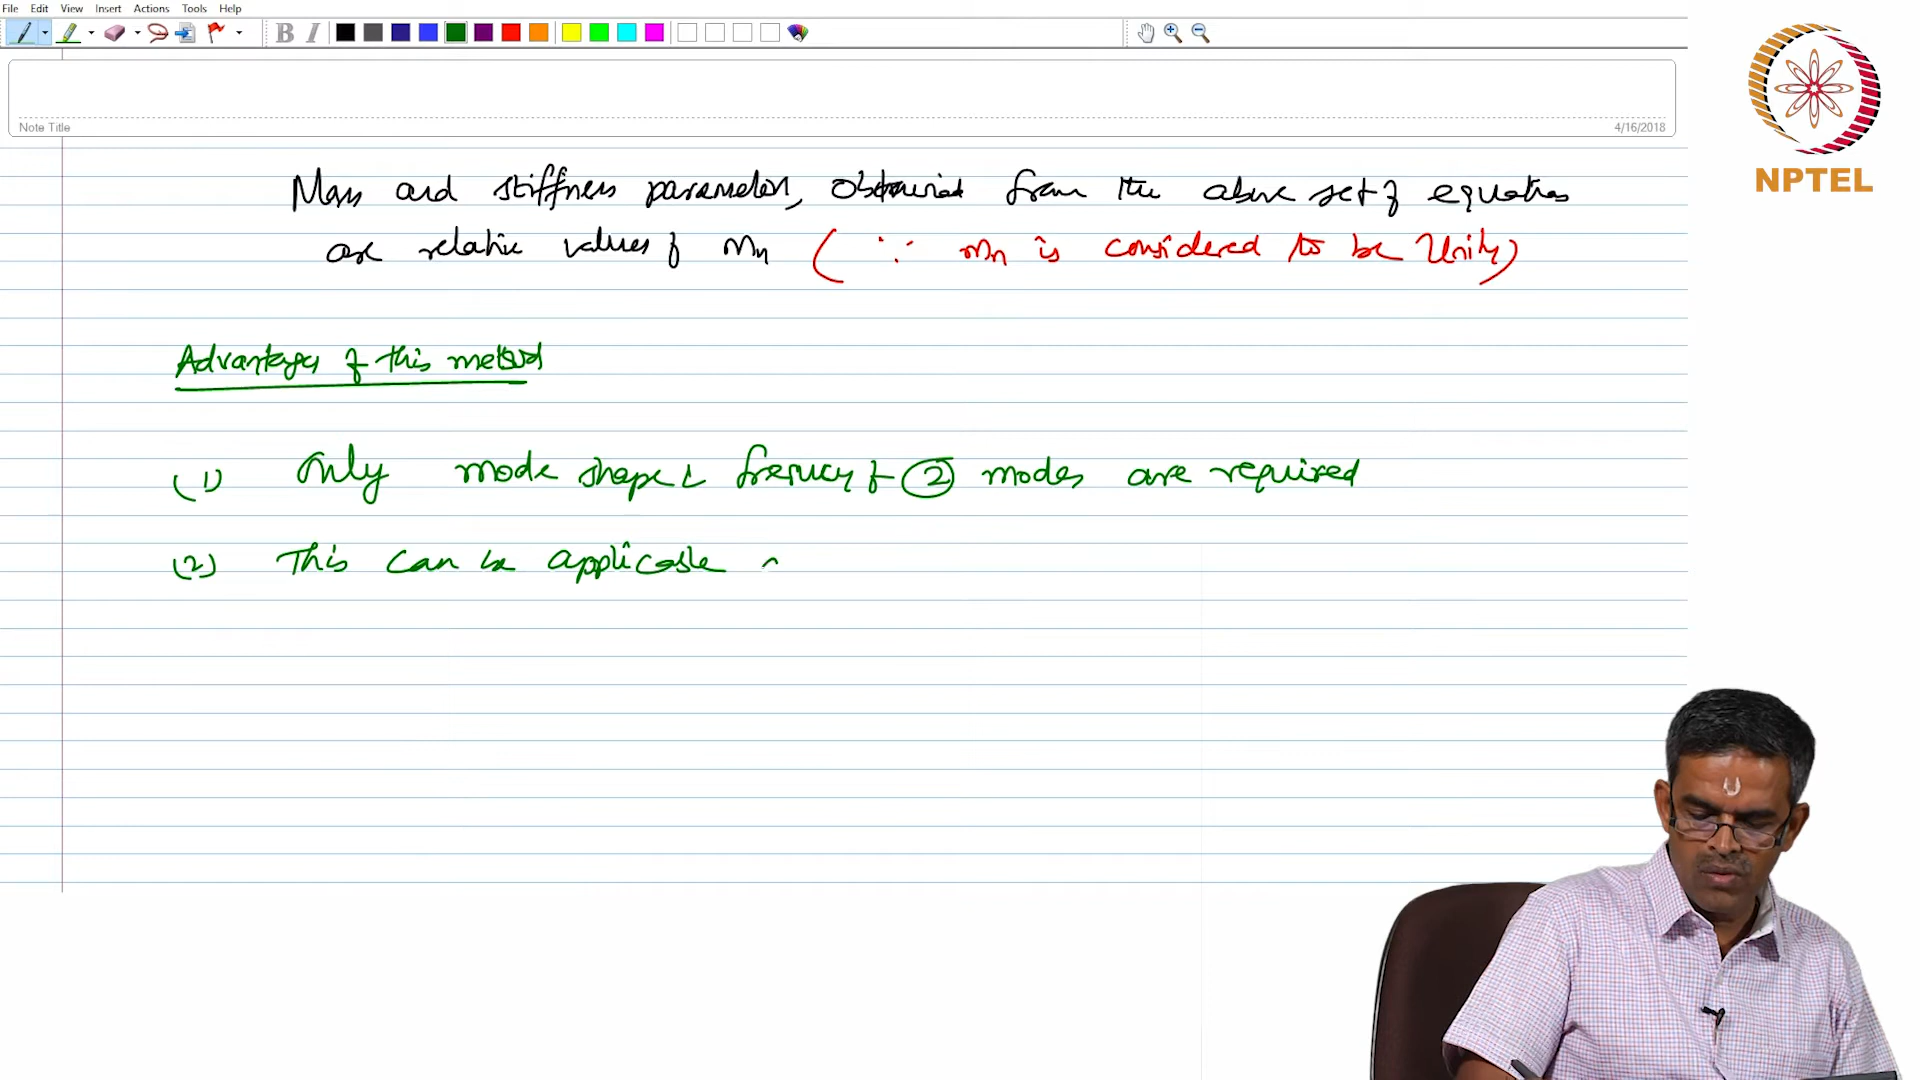 File Edit View Insert Actions Tools Help
B I
NPTEL
Note Title
4/16/2018
Mass and stiffness parameters, obtained from the above set of equations
are relative values of mn (∵ mn is considered to be Unity)
Advantages of this method
(1) Only mode shape & frequency of 2 modes are required
(2) This can be applicable